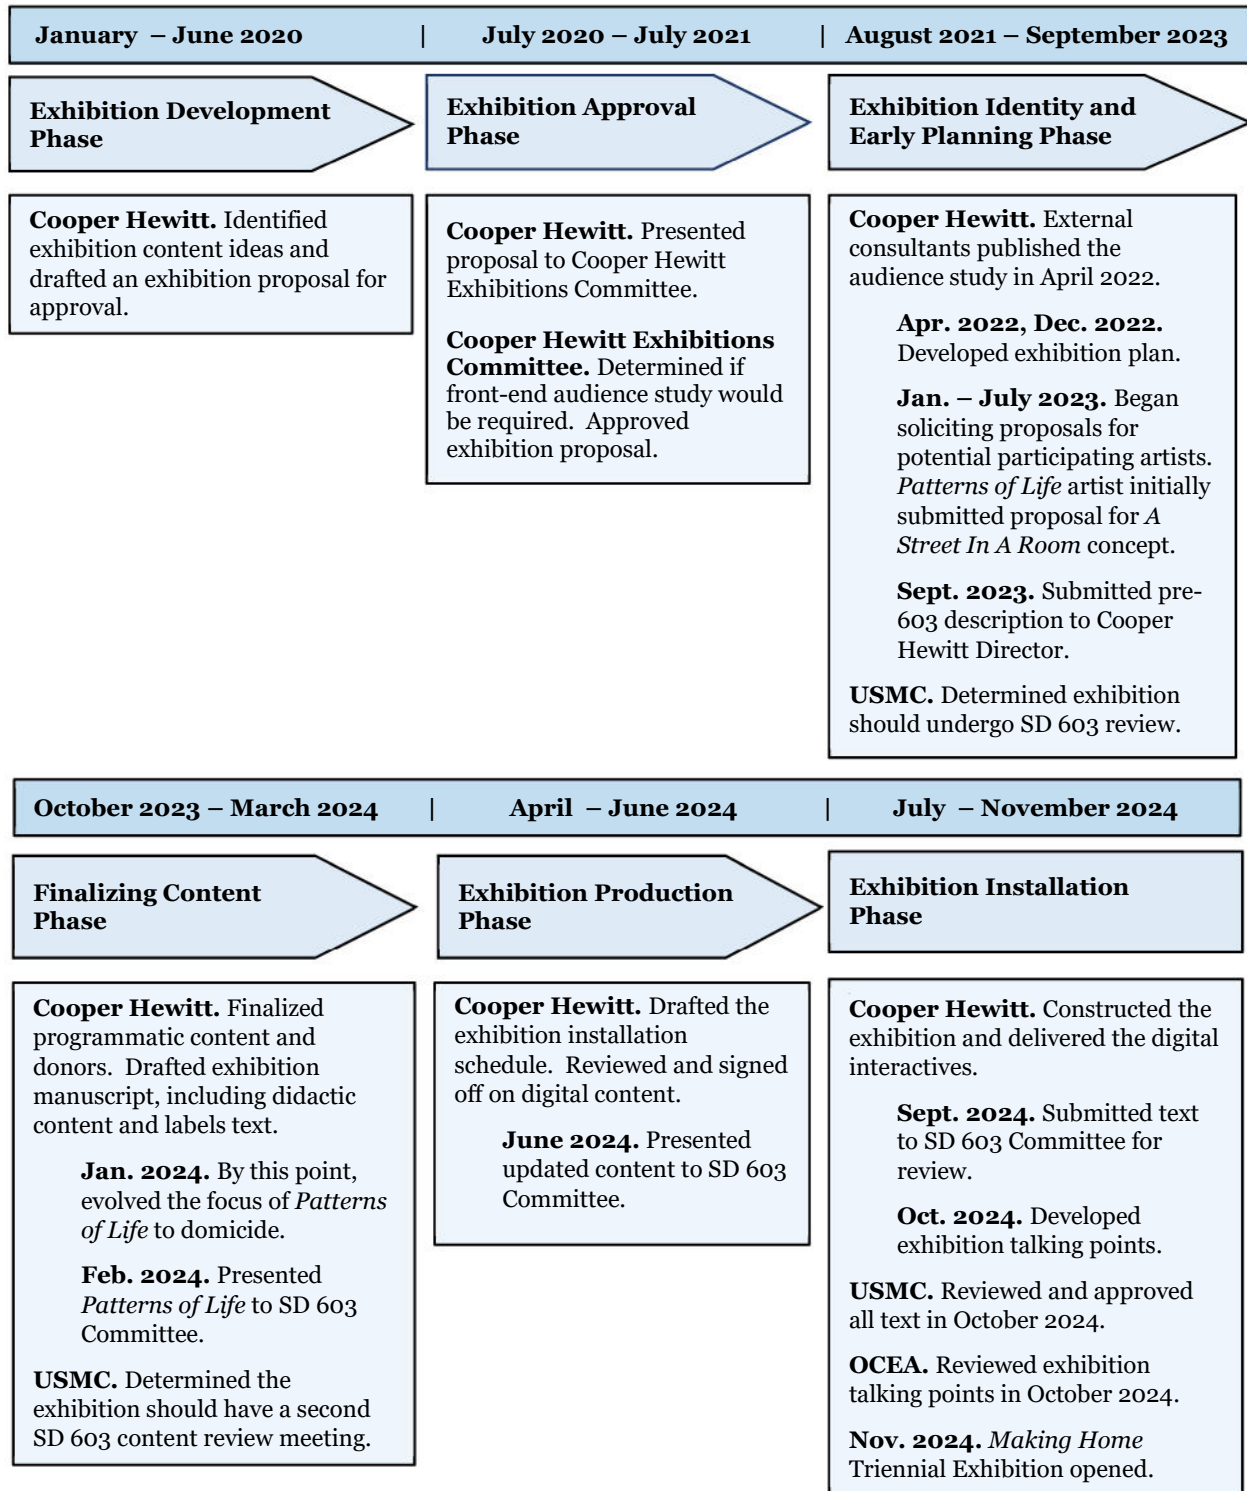 January – June 2020 | July 2020 – July 2021 | August 2021 – September 2023
Exhibition Development
Phase
Exhibition Approval
Phase
Exhibition Identity and
Early Planning Phase
Cooper Hewitt. Identified
exhibition content ideas and
drafted an exhibition proposal for
approval.
Cooper Hewitt. Presented
proposal to Cooper Hewitt
Exhibitions Committee.
Cooper Hewitt Exhibitions
Committee. Determined if
front-end audience study would
be required. Approved
exhibition proposal.
Cooper Hewitt. External
consultants published the
audience study in April 2022.
Apr. 2022, Dec. 2022.
Developed exhibition plan.
Jan. – July 2023. Began
soliciting proposals for
potential participating artists.
Patterns of Life artist initially
submitted proposal for A
Street In A Room concept.
Sept. 2023. Submitted pre-
603 description to Cooper
Hewitt Director.
USMC. Determined exhibition
should undergo SD 603 review.
October 2023 – March 2024 | April – June 2024 | July – November 2024
Finalizing Content
Phase
Exhibition Production
Phase
Exhibition Installation
Phase
Cooper Hewitt. Finalized
programmatic content and
donors. Drafted exhibition
manuscript, including didactic
content and labels text.
Jan. 2024. By this point,
evolved the focus of Patterns
of Life to domicide.
Feb. 2024. Presented
Patterns of Life to SD 603
Committee.
USMC. Determined the
exhibition should have a second
SD 603 content review meeting.
Cooper Hewitt. Drafted the
exhibition installation
schedule. Reviewed and signed
off on digital content.
June 2024. Presented
updated content to SD 603
Committee.
Cooper Hewitt. Constructed the
exhibition and delivered the digital
interactives.
Sept. 2024. Submitted text
to SD 603 Committee for
review.
Oct. 2024. Developed
exhibition talking points.
USMC. Reviewed and approved
all text in October 2024.
OCEA. Reviewed exhibition
talking points in October 2024.
Nov. 2024. Making Home
Triennial Exhibition opened.